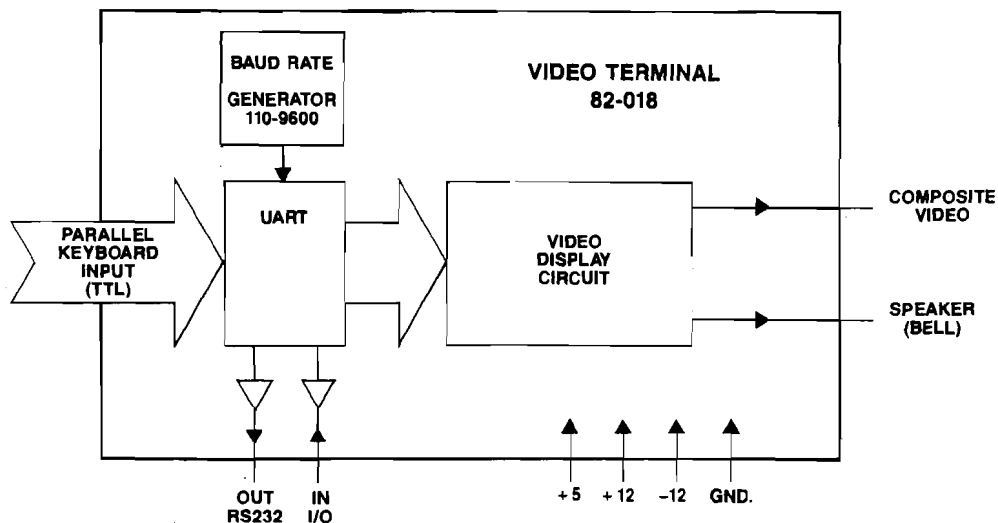 BAUD RATE
GENERATOR
110-9600
VIDEO TERMINAL
82-018
PARALLEL
KEYBOARD
INPUT
(TTL)
UART
VIDEO
DISPLAY
CIRCUIT
COMPOSITE
VIDEO
SPEAKER
(BELL)
OUT
RS232
IN
I/O
+5
+12
-12
GND.